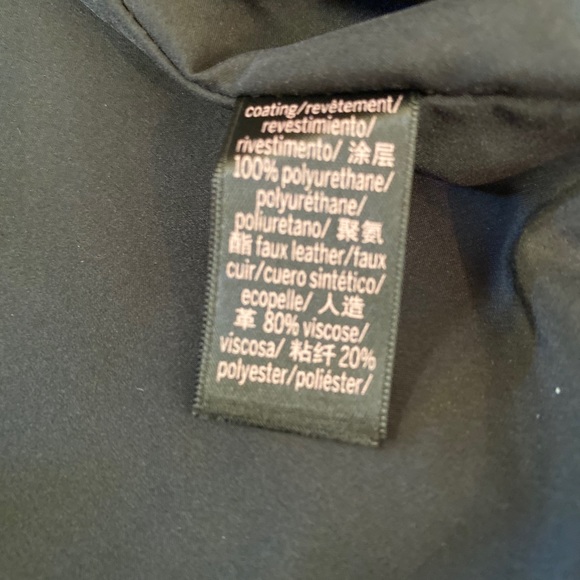 coating/revêtement/
revestimiento/
rivestimento/ 涂层
100% polyurethane/
polyuréthane/
poliuretano/ 聚氨
酯 faux leather/faux
cuir/cuero sintético/
ecopelle/ 人造
革 80% viscose/
viscosa/ 粘纤 20%
polyester/poliéster/